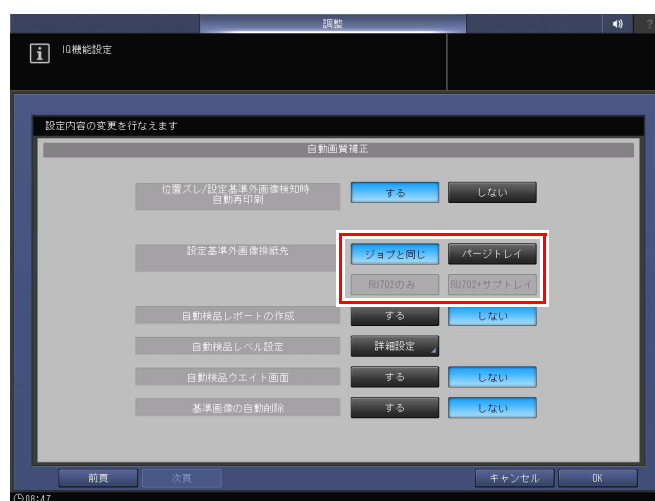 調整
?
i IQ機能設定
設定内容の変更を行なえます
自動画質補正
位置ズレ/設定基準外画像検知時
自動再印刷
する しない
設定基準外画像排紙先
ジョブと同じ パージトレイ
RU702のみ RU702+サブトレイ
自動検品レポートの作成 する しない
自動検品レベル設定 詳細設定
自動検品ウエイト画面 する しない
基準画像の自動削除 する しない
前頁 次頁 キャンセル OK
08:47